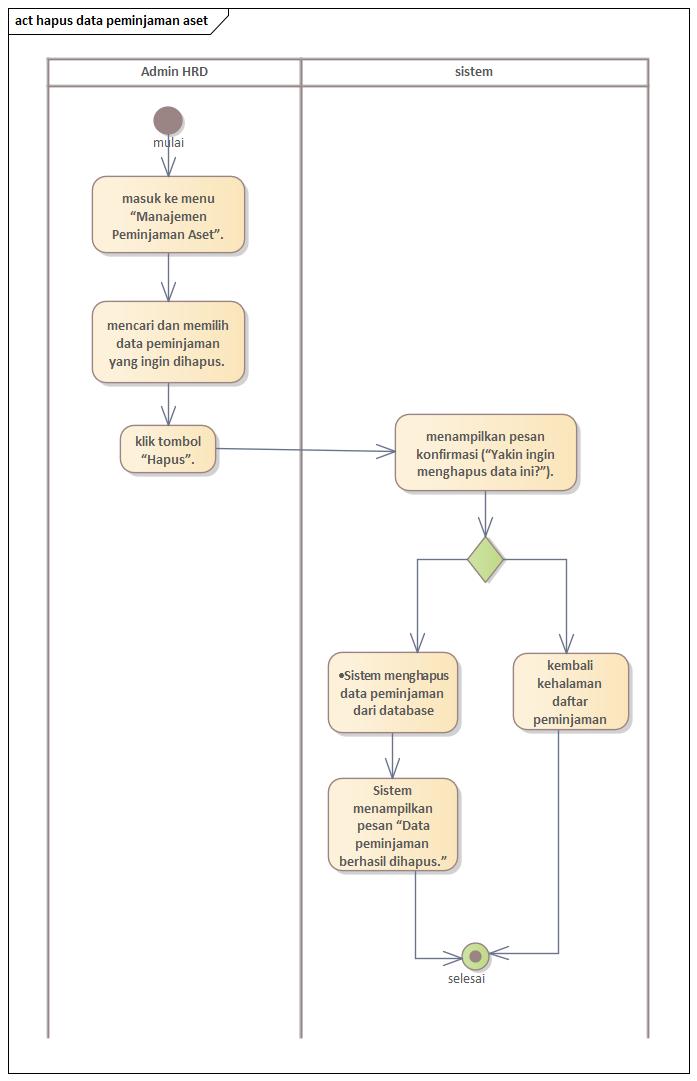 act hapus data peminjaman aset
Admin HRD
sistem
mulai
masuk ke menu
“Manajemen
Peminjaman Aset”.
mencari dan memilih
data peminjaman
yang ingin dihapus.
klik tombol
“Hapus”.
menampilkan pesan
konfirmasi (“Yakin ingin
menghapus data ini?”).
•Sistem menghapus
data peminjaman
dari database
kembali
kehalaman
daftar
peminjaman
Sistem
menampilkan
pesan “Data
peminjaman
berhasil dihapus.”
selesai